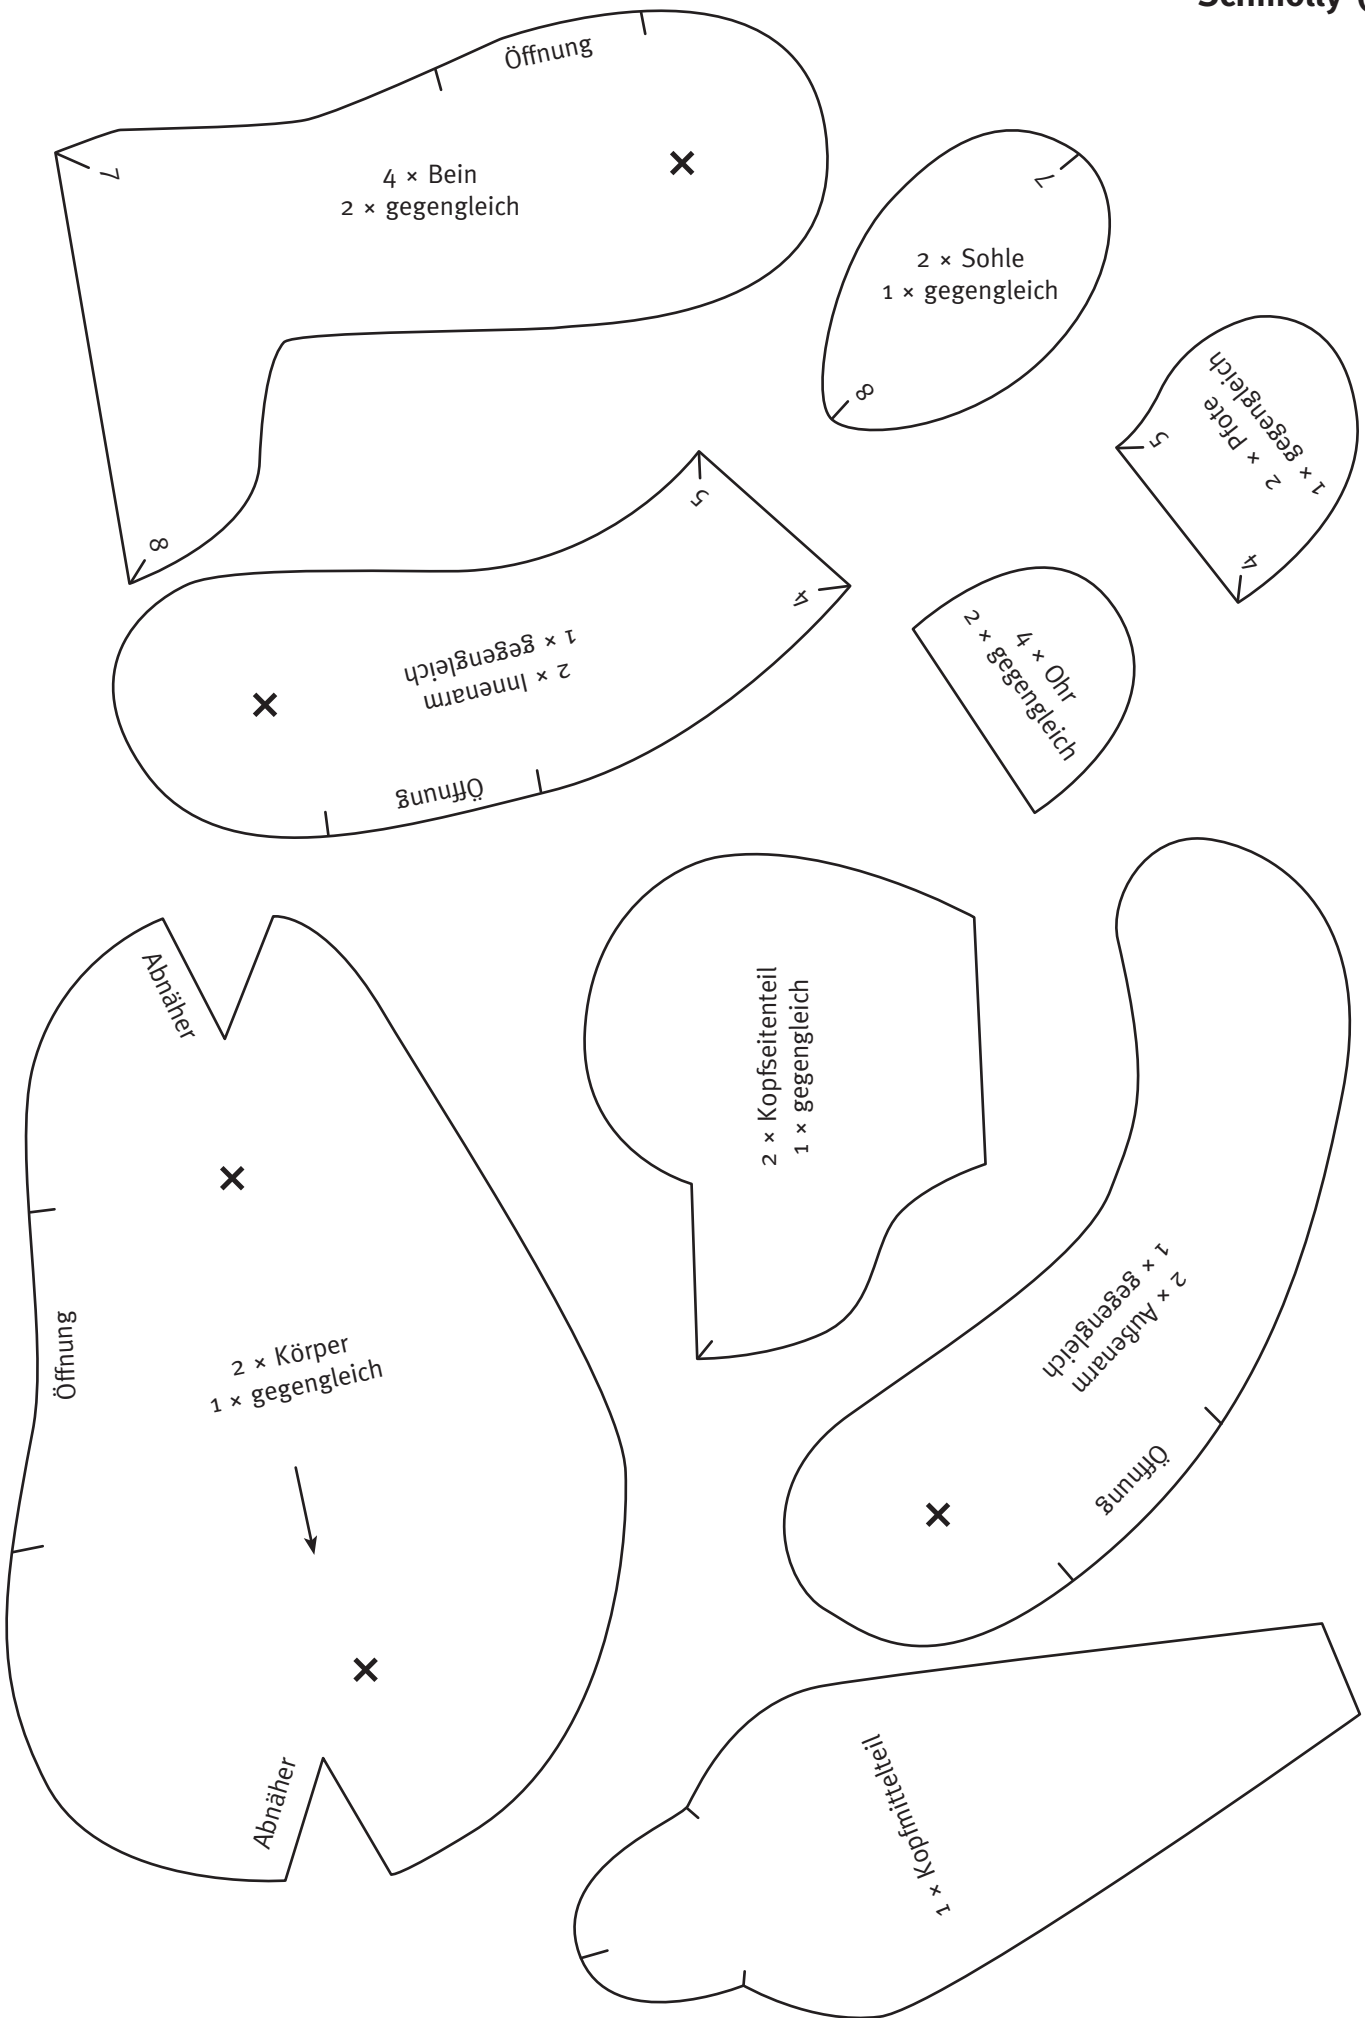 Schmolly (
Öffnung
7
4 × Bein
2 × gegengleich
8
7
2 × Sohle
1 × gegengleich
8
2 × Pfote
1 × gegengleich
5
4
5
4
2 × Innenarm
1 × gegengleich
Öffnung
4 × Ohr
2 × gegengleich
Abnäher
Öffnung
2 × Körper
1 × gegengleich
Abnäher
2 × Kopfseitenteil
1 × gegengleich
2 × Außenarm
1 × gegengleich
Öffnung
1 × Kopfmittelteil